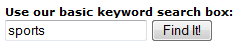 Use our basic keyword search box:
sports Find It!